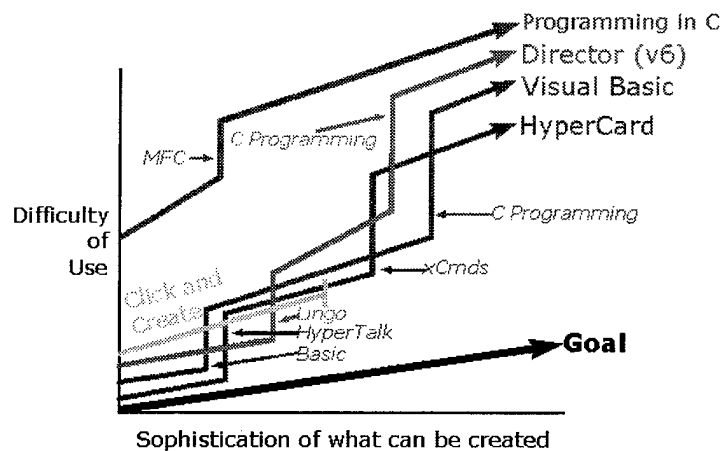 Programming in C
Director (v6)
Visual Basic
HyperCard
C Programming
MFC
Difficulty
of
Use
C Programming
xCmds
Click and
Create
Lingo
HyperTalk
Basic
Goal
Sophistication of what can be created